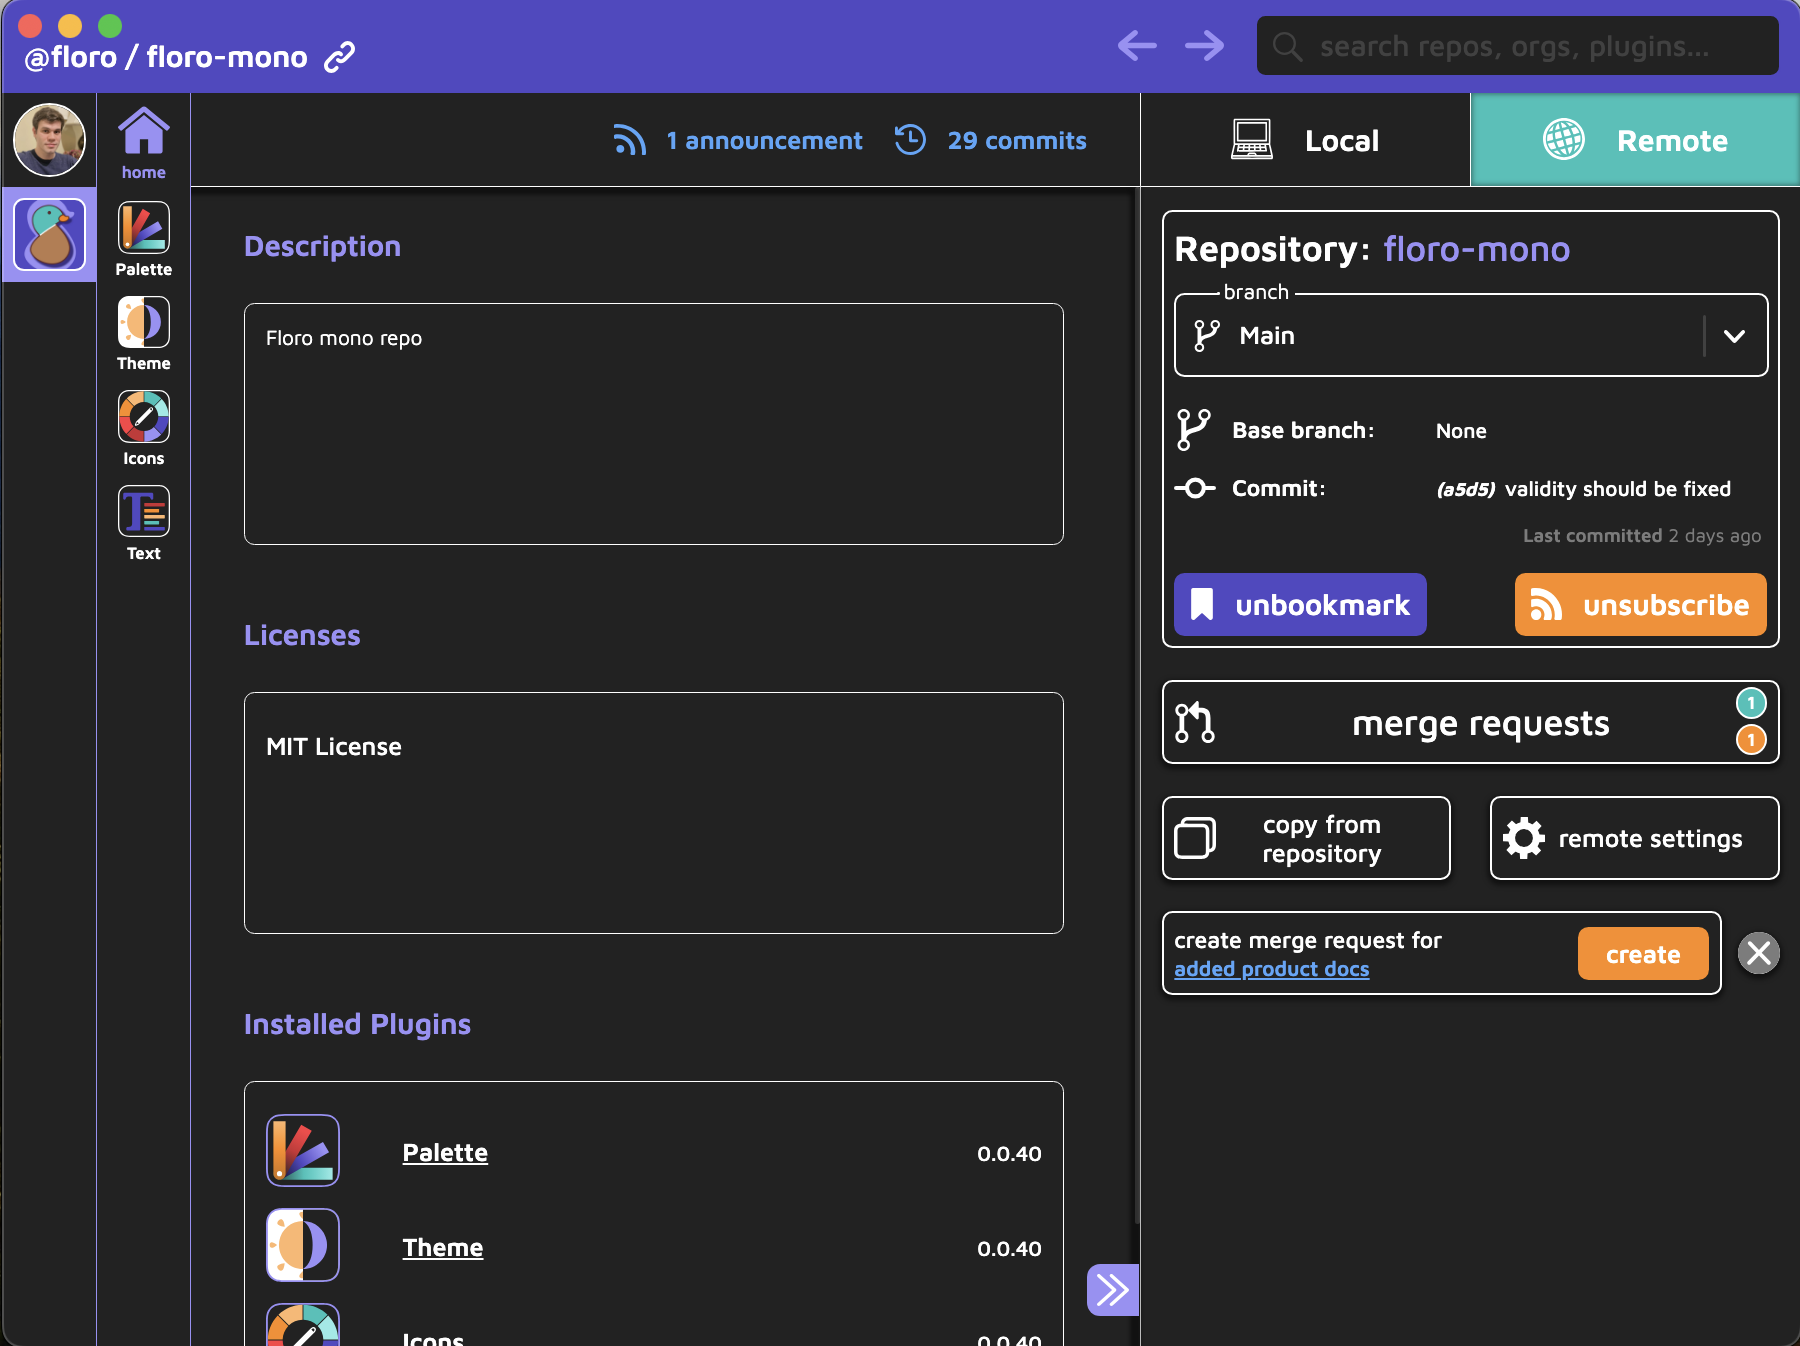 @floro / floro-mono
search repos, orgs, plugins...
home
Palette
Theme
Icons
Text
1 announcement
29 commits
Local
Remote
Description
Floro mono repo
Licenses
MIT License
Installed Plugins
Palette 0.0.40
Theme 0.0.40
Icons 0.0.40
Repository: floro-mono
branch
Main
Base branch: None
Commit: (a5d5) validity should be fixed
Last committed 2 days ago
unbookmark
unsubscribe
merge requests
1
1
copy from
repository
remote settings
create merge request for
added product docs
create